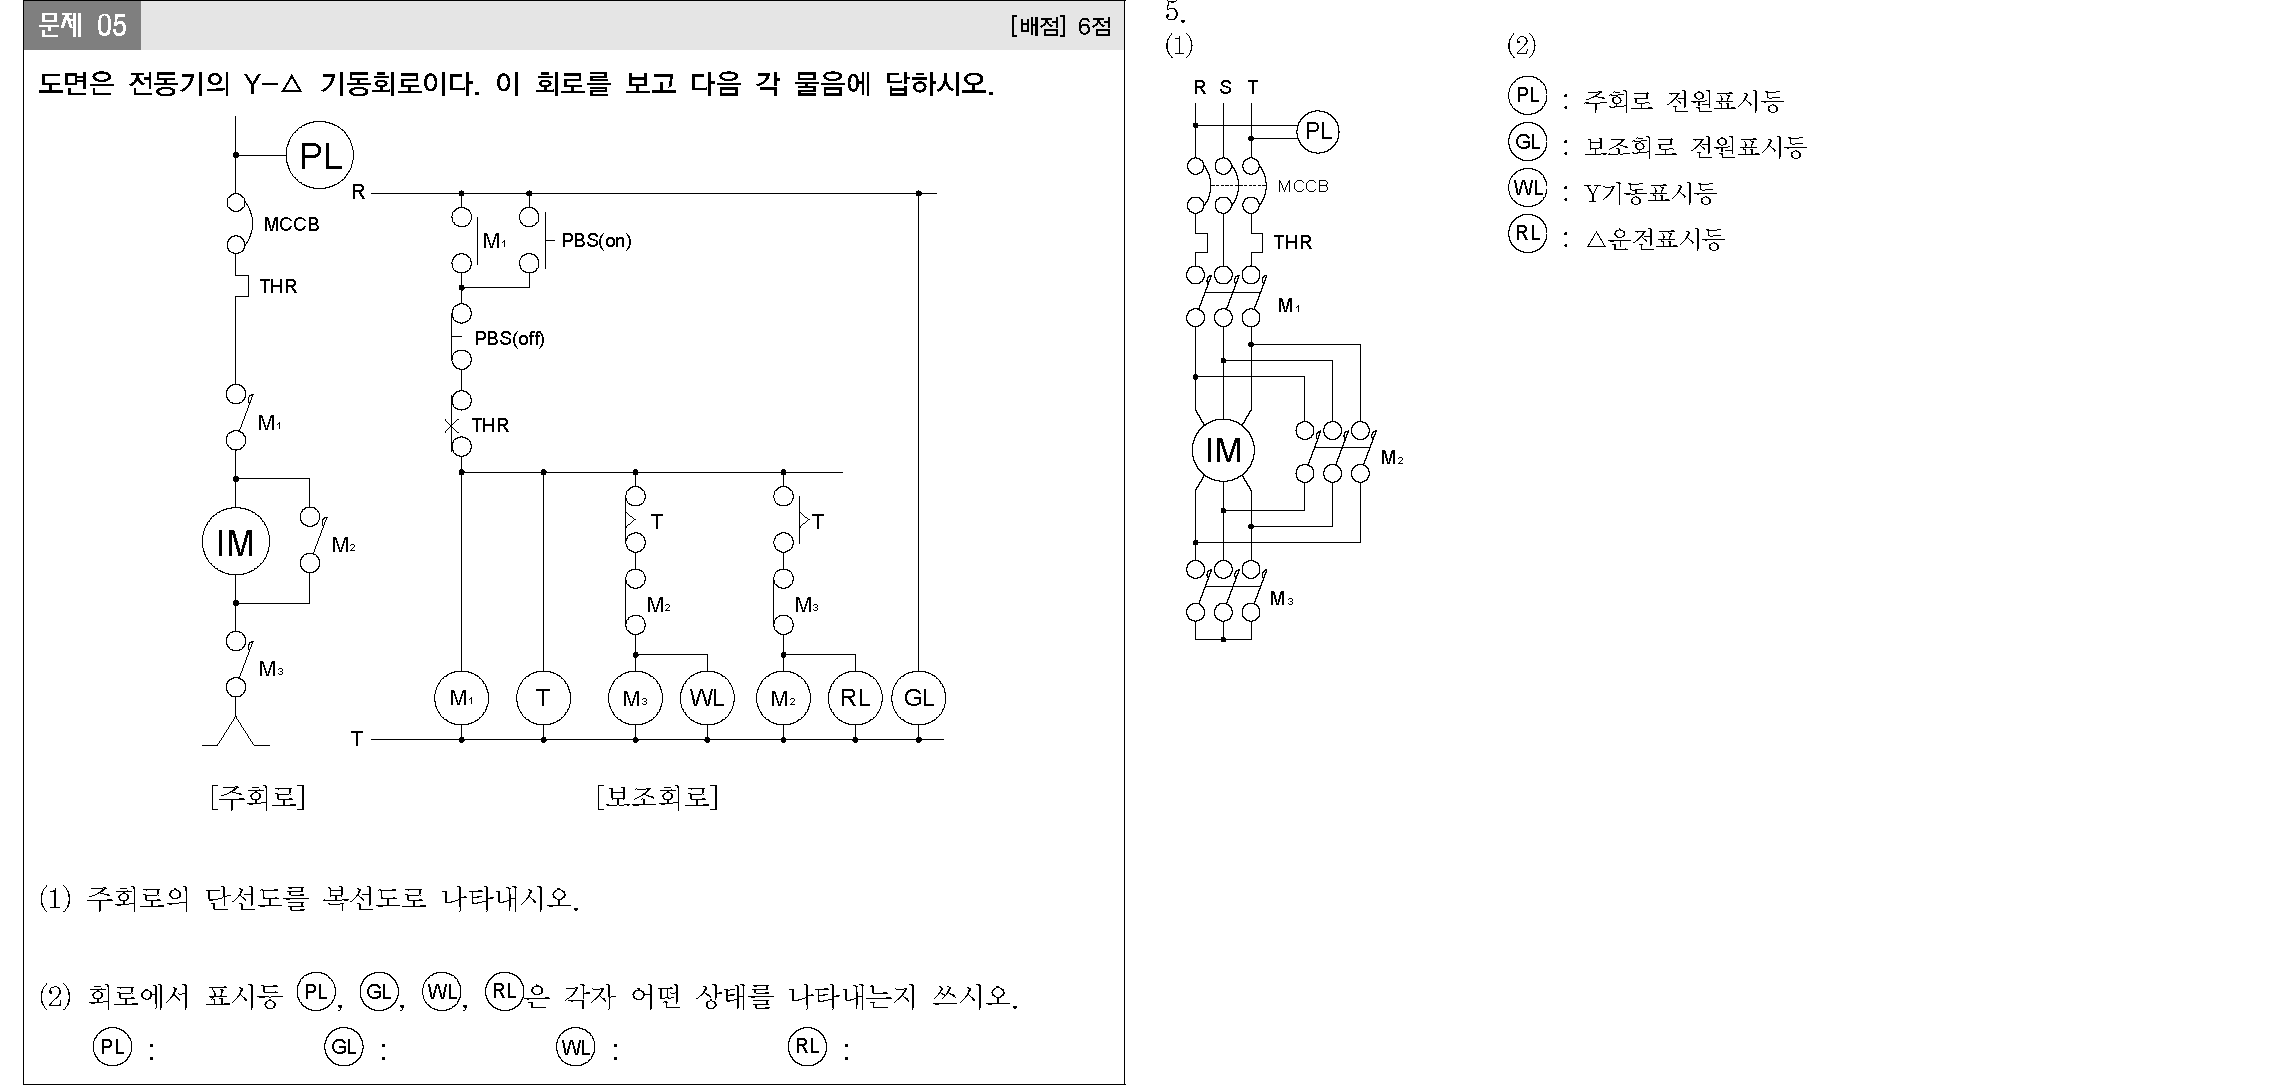 문제 05 [배점] 6점
도면은 전동기의 Y-△ 기동회로이다. 이 회로를 보고 다음 각 물음에 답하시오.
PL
R
MCCB
M₁
PBS(on)
THR
PBS(off)
M₁
THR
T
T
IM
M₂
M₂
M₃
M₃
M₁
T
M₃
WL
M₂
RL
GL
T
[주회로] [보조회로]
(1) 주회로의 단선도를 복선도로 나타내시오.
(2) 회로에서 표시등 PL, GL, WL, RL은 각자 어떤 상태를 나타내는지 쓰시오.
PL : GL : WL : RL :
5.
(1)
R S T
PL
MCCB
THR
M₁
IM
M₂
M₃
(2)
PL : 주회로 전원표시등
GL : 보조회로 전원표시등
WL : Y기동표시등
RL : △운전표시등